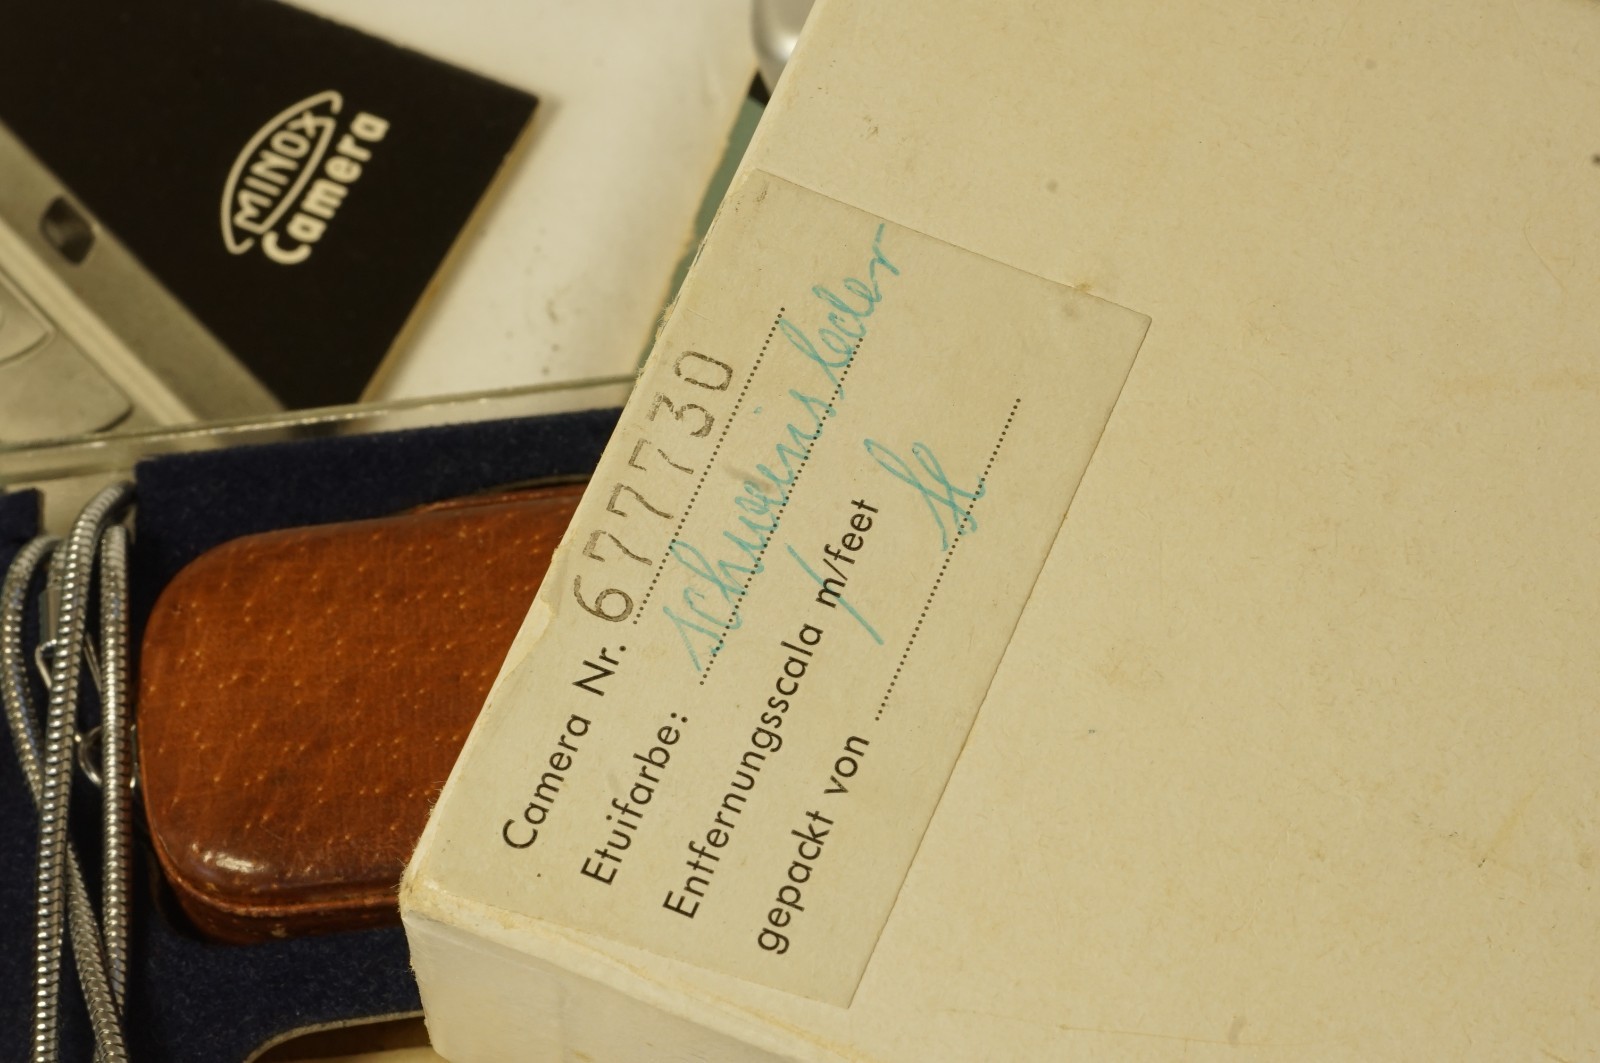 MINOX
Camera
Camera Nr. 677730
Etuifarbe: schweinsleder
Entfernungsscala m/feet
gepackt von